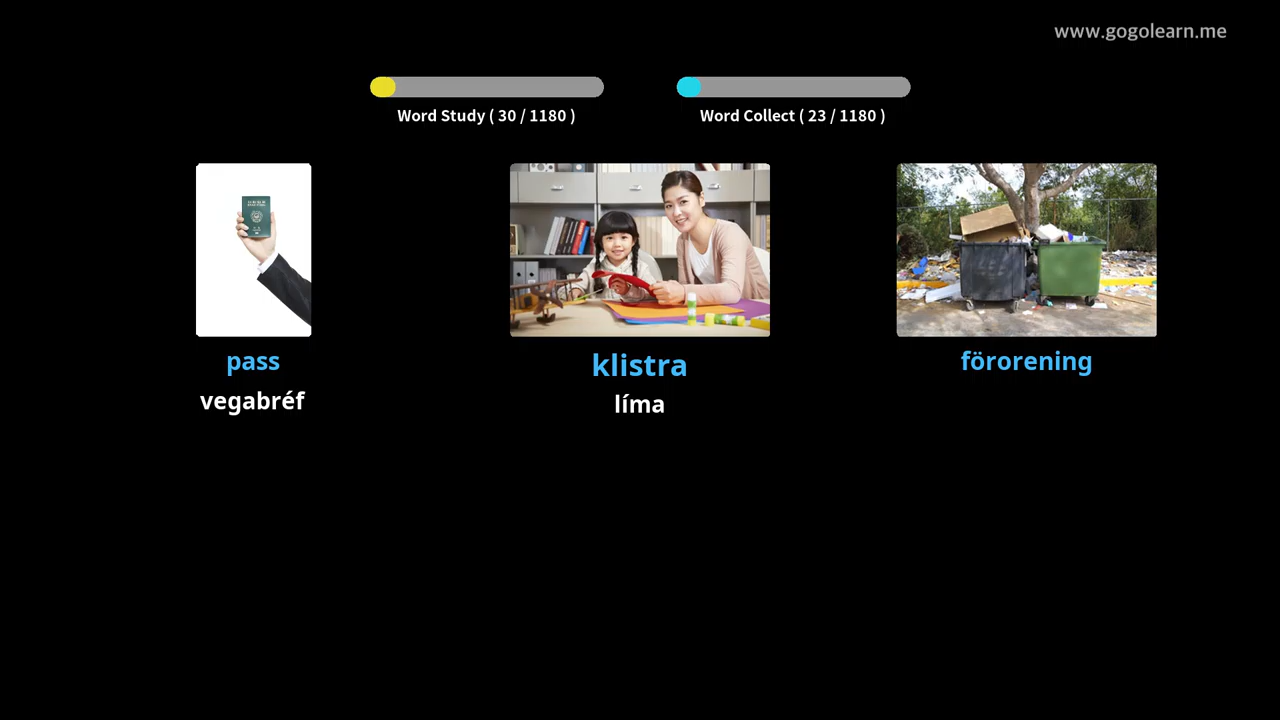 www.gogolearn.me
Word Study ( 30 / 1180 )
Word Collect ( 23 / 1180 )
pass
vegabréf
klistra
líma
förorening